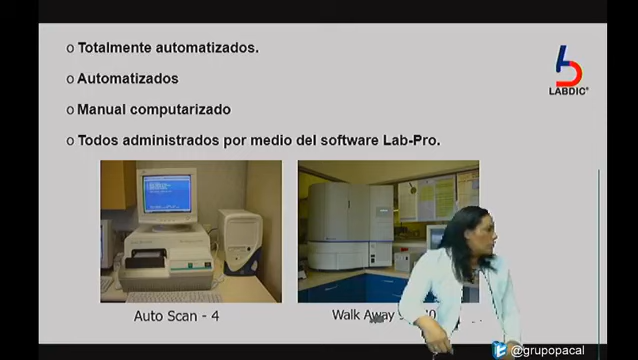 o Totalmente automatizados.
o Automatizados
o Manual computarizado
o Todos administrados por medio del software Lab-Pro.
LABDIC®
Auto Scan - 4
Walk Away
@grupopacal